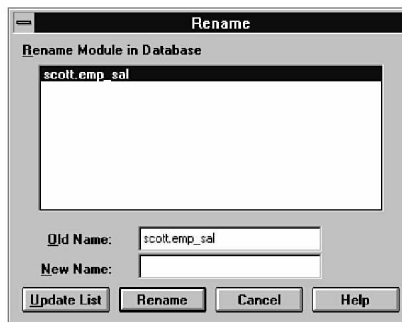 Rename
Rename Module in Database
scott.emp_sal
Old Name: scott.emp_sal
New Name:
Update List Rename Cancel Help